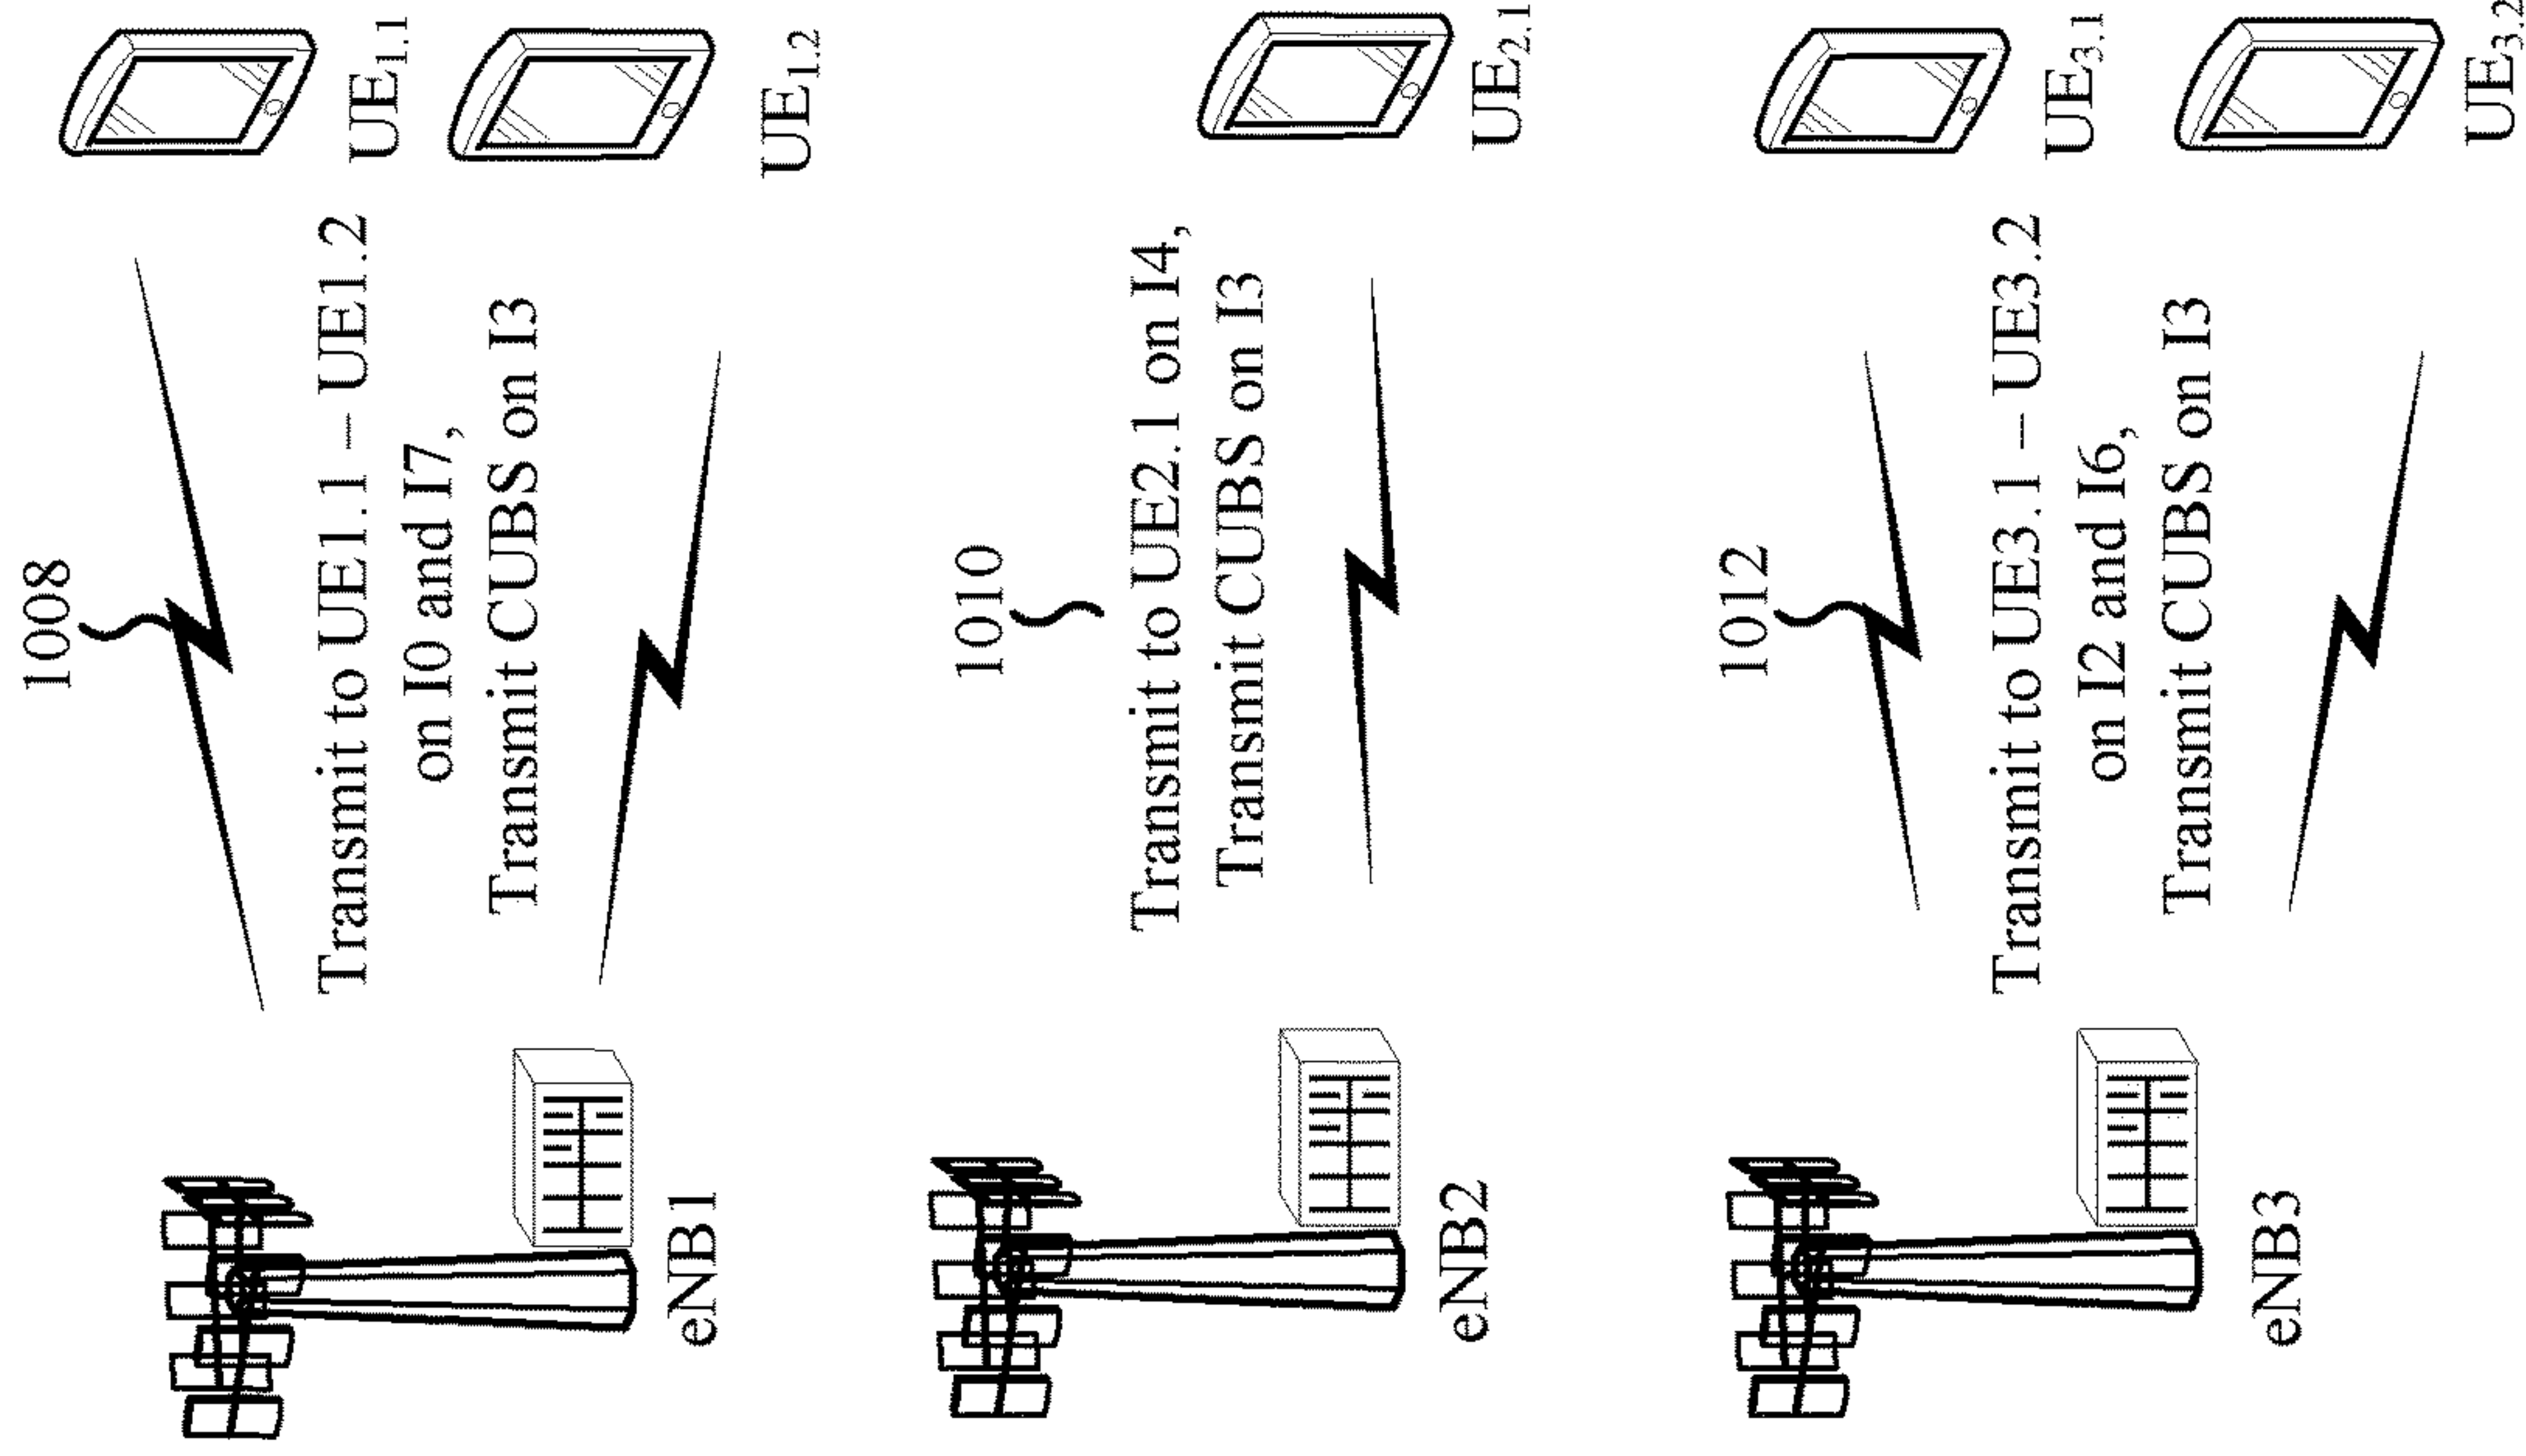 1008
Transmit to UE1.1 – UE1.2
on I0 and I7,
Transmit CUBS on I3
UE1.1
UE1.2
eNB1
1010
Transmit to UE2.1 on I4,
Transmit CUBS on I3
UE2.1
eNB2
1012
Transmit to UE3.1 – UE3.2
on I2 and I6,
Transmit CUBS on I3
UE3.1
UE3.2
eNB3